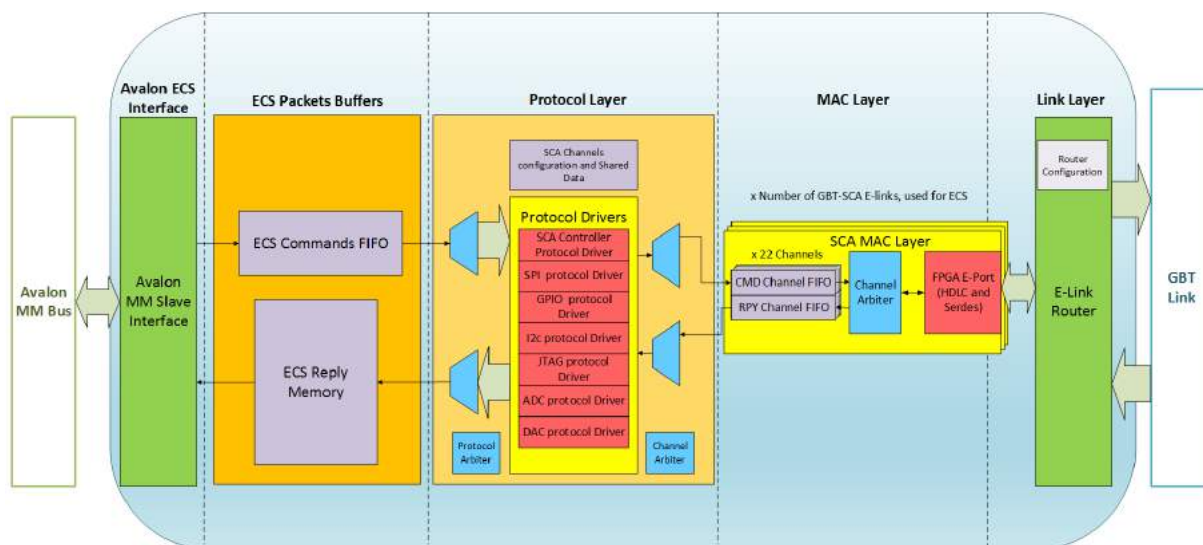 Avalon ECS
Interface
ECS Packets Buffers
Protocol Layer
MAC Layer
Link Layer
Avalon
MM Bus
Avalon
MM Slave
Interface
ECS Commands FIFO
ECS Reply
Memory
SCA Channels
configuration and Shared
Data
Protocol Drivers
SCA Controller
Protocol Driver
SPI protocol Driver
GPIO protocol
Driver
I2c protocol Driver
JTAG protocol
Driver
ADC protocol Driver
DAC protocol Driver
Protocol
Arbiter
Channel
Arbiter
x Number of GBT-SCA E-links, used for ECS
SCA MAC Layer
x 22 Channels
CMD Channel FIFO
RPY Channel FIFO
Channel
Arbiter
FPGA E-Port
(HDLC and
Serdes)
Router
Configuration
E-Link
Router
GBT
Link